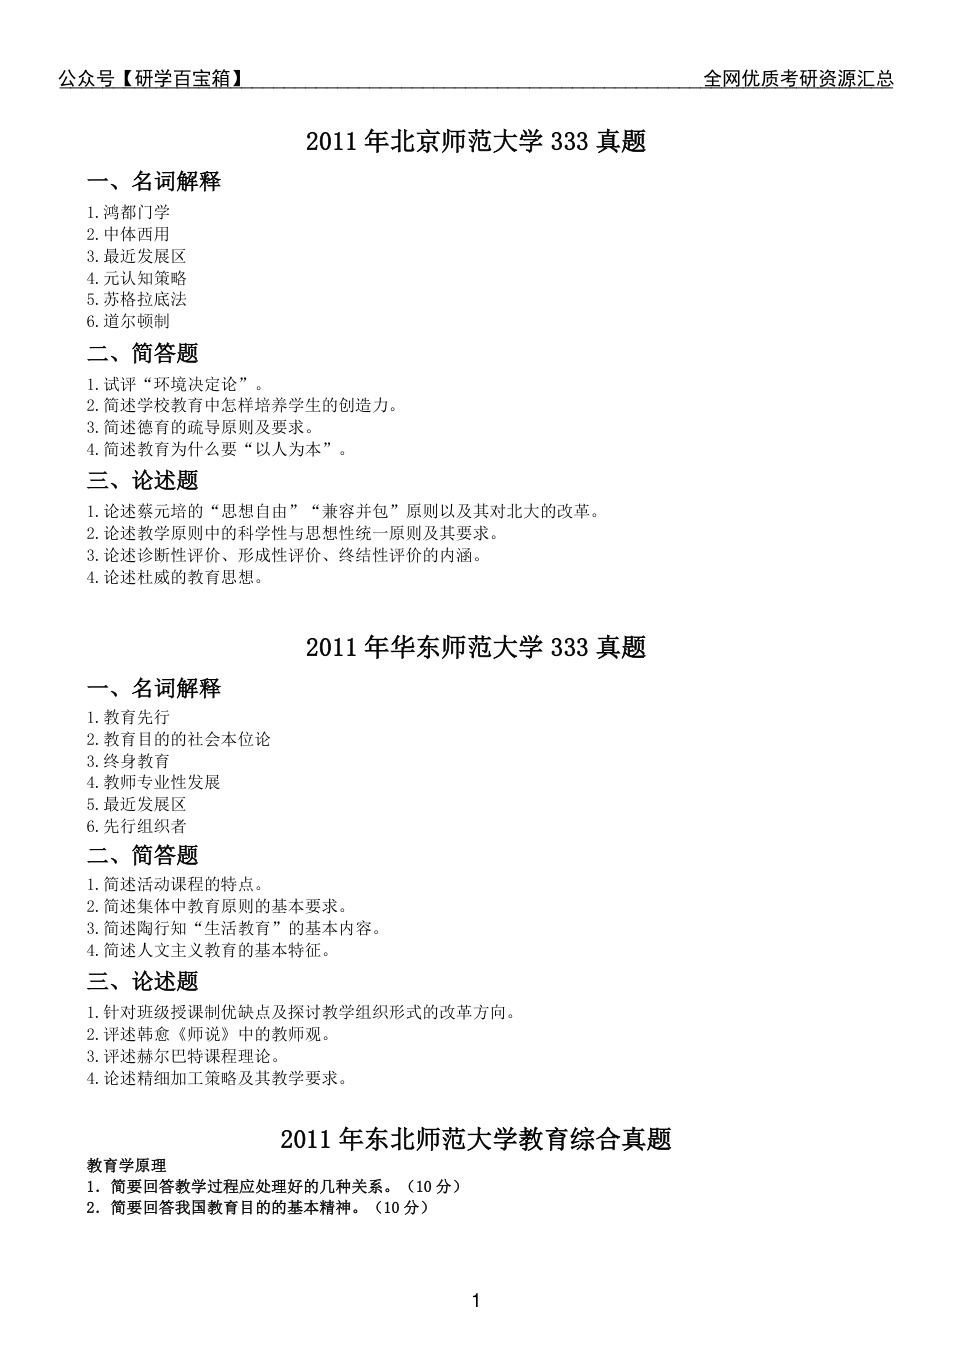 公众号【研学百宝箱】 全网优质考研资源汇总
2011 年北京师范大学 333 真题
一、名词解释
1.鸿都门学
2.中体西用
3.最近发展区
4.元认知策略
5.苏格拉底法
6.道尔顿制
二、简答题
1.试评“环境决定论”。
2.简述学校教育中怎样培养学生的创造力。
3.简述德育的疏导原则及要求。
4.简述教育为什么要“以人为本”。
三、论述题
1.论述蔡元培的“思想自由”“兼容并包”原则以及其对北大的改革。
2.论述教学原则中的科学性与思想性统一原则及其要求。
3.论述诊断性评价、形成性评价、终结性评价的内涵。
4.论述杜威的教育思想。
2011 年华东师范大学 333 真题
一、名词解释
1.教育先行
2.教育目的的社会本位论
3.终身教育
4.教师专业性发展
5.最近发展区
6.先行组织者
二、简答题
1.简述活动课程的特点。
2.简述集体中教育原则的基本要求。
3.简述陶行知“生活教育”的基本内容。
4.简述人文主义教育的基本特征。
三、论述题
1.针对班级授课制优缺点及探讨教学组织形式的改革方向。
2.评述韩愈《师说》中的教师观。
3.评述赫尔巴特课程理论。
4.论述精细加工策略及其教学要求。
2011 年东北师范大学教育综合真题
教育学原理
1. 简要回答教学过程应处理好的几种关系。（10 分）
2. 简要回答我国教育目的的基本精神。（10 分）
1